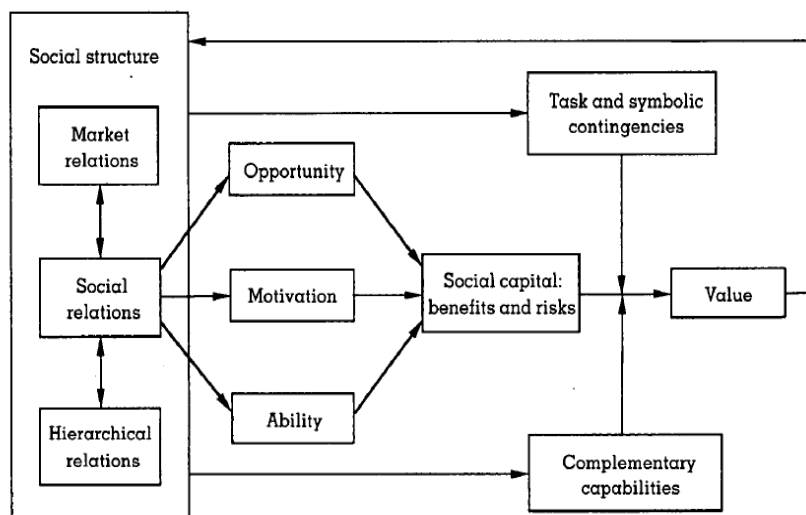 Social structure
Market
relations
Social
relations
Hierarchical
relations
Opportunity
Motivation
Ability
Social capital:
benefits and risks
Task and symbolic
contingencies
Value
Complementary
capabilities